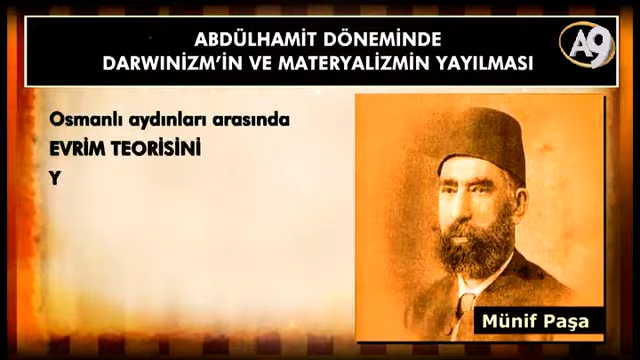 ABDÜLHAMİT DÖNEMİNDE
DARWINİZM'İN VE MATERYALİZMİN YAYILMASI
A9
Osmanlı aydınları arasında
EVRİM TEORİSİNİ
Y
Münif Paşa